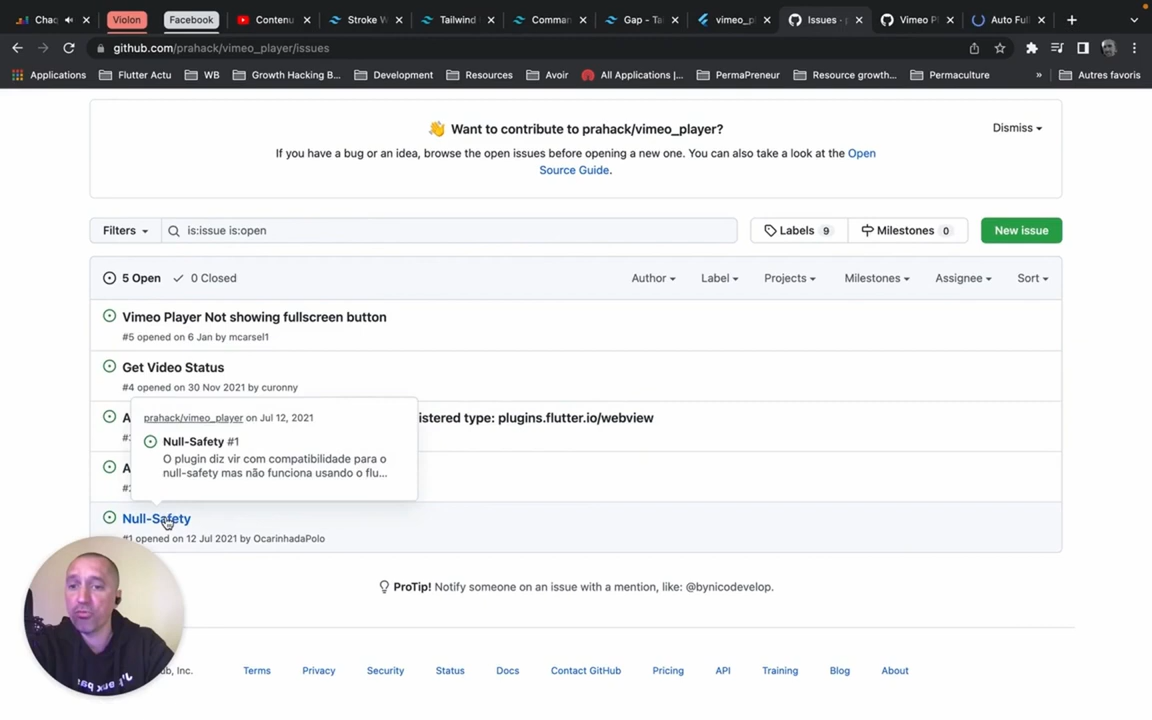 Chaq
Violon
Facebook
Contenu
Stroke W
Tailwind
Comman
Gap - Tai
vimeo_p
Issues · p
Vimeo Pl
Auto Full
github.com/prahack/vimeo_player/issues
Applications
Flutter Actu
WB
Growth Hacking B...
Development
Resources
Avoir
All Applications |...
PermaPreneur
Resource growth...
Permaculture
»
Autres favoris
👋 Want to contribute to prahack/vimeo_player?
Dismiss
If you have a bug or an idea, browse the open issues before opening a new one. You can also take a look at the Open
Source Guide.
Filters
is:issue is:open
Labels 9
Milestones 0
New issue
5 Open
0 Closed
Author
Label
Projects
Milestones
Assignee
Sort
Vimeo Player Not showing fullscreen button
#5 opened on 6 Jan by mcarsel1
Get Video Status
#4 opened on 30 Nov 2021 by curonny
prahack/vimeo_player on Jul 12, 2021
A
istered type: plugins.flutter.io/webview
Null-Safety #1
O plugin diz vir com compatibilidade para o
null-safety mas não funciona usando o flu...
A
#2
Null-Safety
#1 opened on 12 Jul 2021 by OcarinhadaPolo
ProTip! Notify someone on an issue with a mention, like: @bynicodevelop.
ub, Inc.
Terms
Privacy
Security
Status
Docs
Contact GitHub
Pricing
API
Training
Blog
About